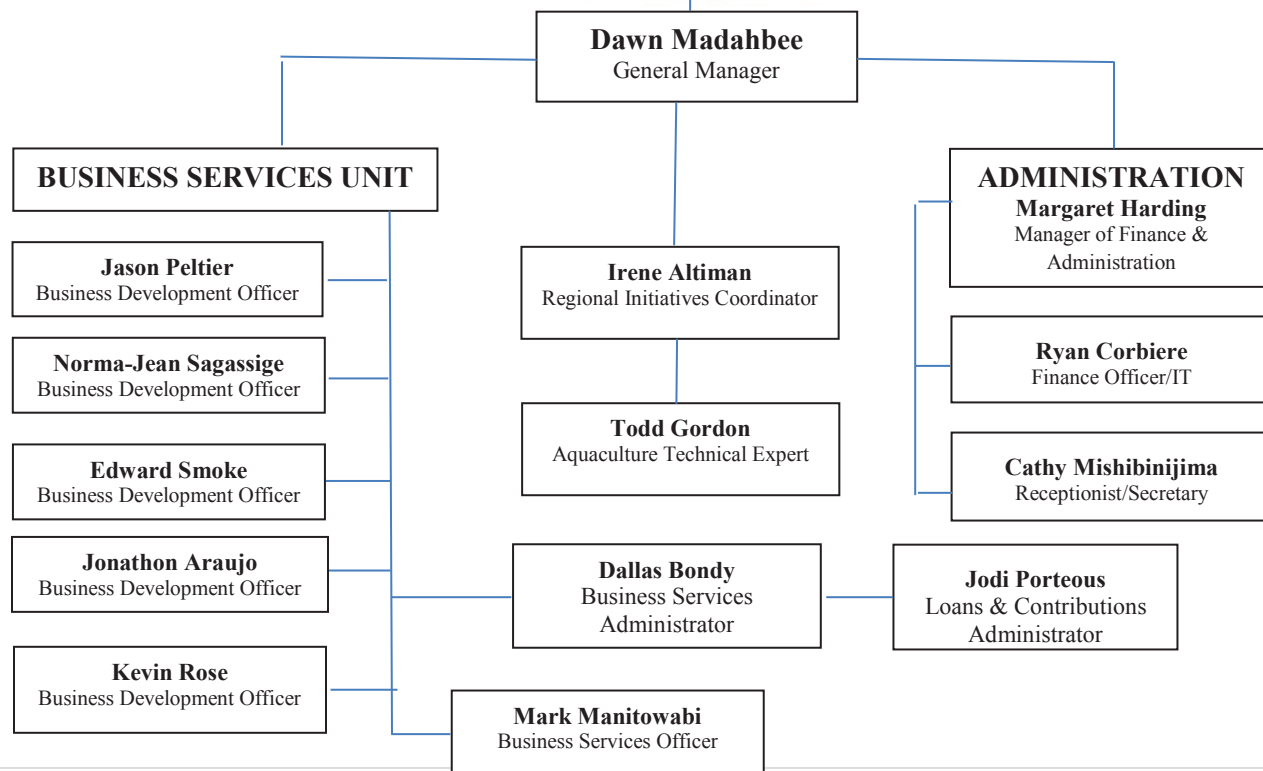 Dawn Madahbee
General Manager
BUSINESS SERVICES UNIT
Jason Peltier
Business Development Officer
Norma-Jean Sagassige
Business Development Officer
Edward Smoke
Business Development Officer
Jonathon Araujo
Business Development Officer
Kevin Rose
Business Development Officer
Irene Altiman
Regional Initiatives Coordinator
Todd Gordon
Aquaculture Technical Expert
Dallas Bondy
Business Services
Administrator
Jodi Porteous
Loans & Contributions
Administrator
Mark Manitowabi
Business Services Officer
ADMINISTRATION
Margaret Harding
Manager of Finance &
Administration
Ryan Corbiere
Finance Officer/IT
Cathy Mishibinijima
Receptionist/Secretary